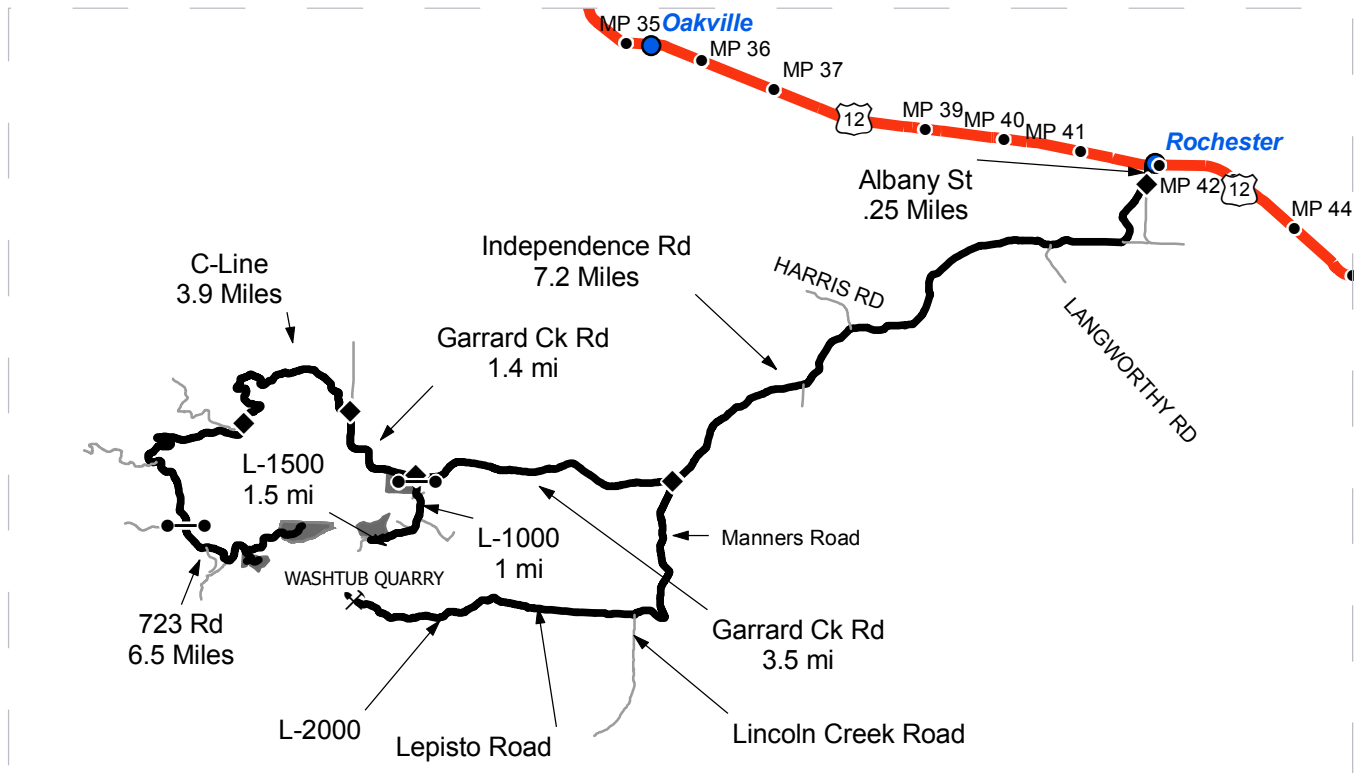 MP 35
Oakville
MP 36
MP 37
12
MP 39
MP 40
MP 41
Rochester
MP 42
12
MP 44
Albany St
.25 Miles
Independence Rd
7.2 Miles
HARRIS RD
LANGWORTHY RD
C-Line
3.9 Miles
Garrard Ck Rd
1.4 mi
L-1500
1.5 mi
L-1000
1 mi
Manners Road
WASHTUB QUARRY
723 Rd
6.5 Miles
Garrard Ck Rd
3.5 mi
L-2000
Lepisto Road
Lincoln Creek Road